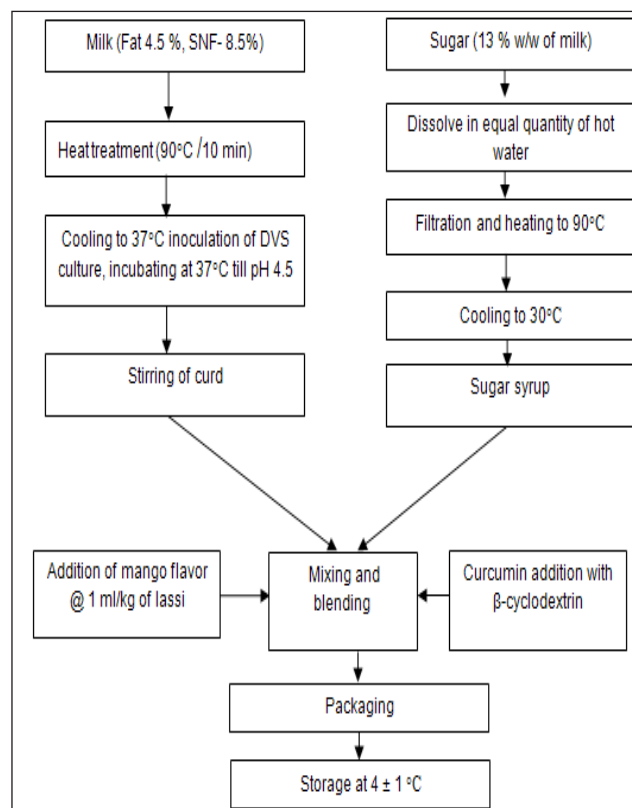 Milk (Fat 4.5 %, SNF- 8.5%)
Heat treatment (90°C /10 min)
Cooling to 37°C inoculation of DVS
culture, incubating at 37°C till pH 4.5
Stirring of curd
Sugar (13 % w/w of milk)
Dissolve in equal quantity of hot
water
Filtration and heating to 90°C
Cooling to 30°C
Sugar syrup
Addition of mango flavor
@ 1 ml/kg of lassi
Mixing and
blending
Curcumin addition with
β-cyclodextrin
Packaging
Storage at 4 ± 1 °C